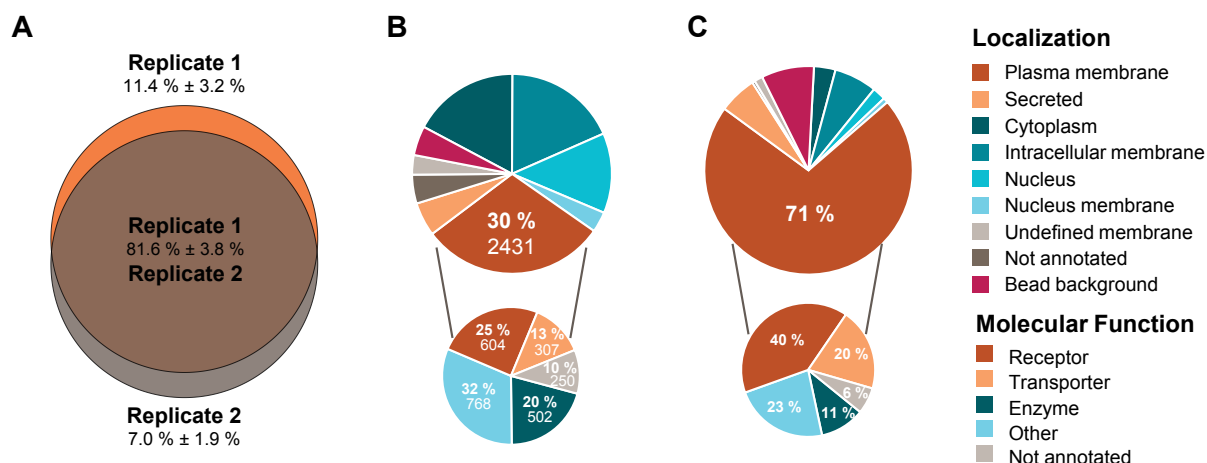 A
Replicate 1
11.4 % ± 3.2 %
Replicate 1
81.6 % ± 3.8 %
Replicate 2
Replicate 2
7.0 % ± 1.9 %
B
30 %
2431
25 %
604
13 %
307
10 %
250
20 %
502
32 %
768
C
71 %
40 %
20 %
6 %
11 %
23 %
Localization
Plasma membrane
Secreted
Cytoplasm
Intracellular membrane
Nucleus
Nucleus membrane
Undefined membrane
Not annotated
Bead background
Molecular Function
Receptor
Transporter
Enzyme
Other
Not annotated